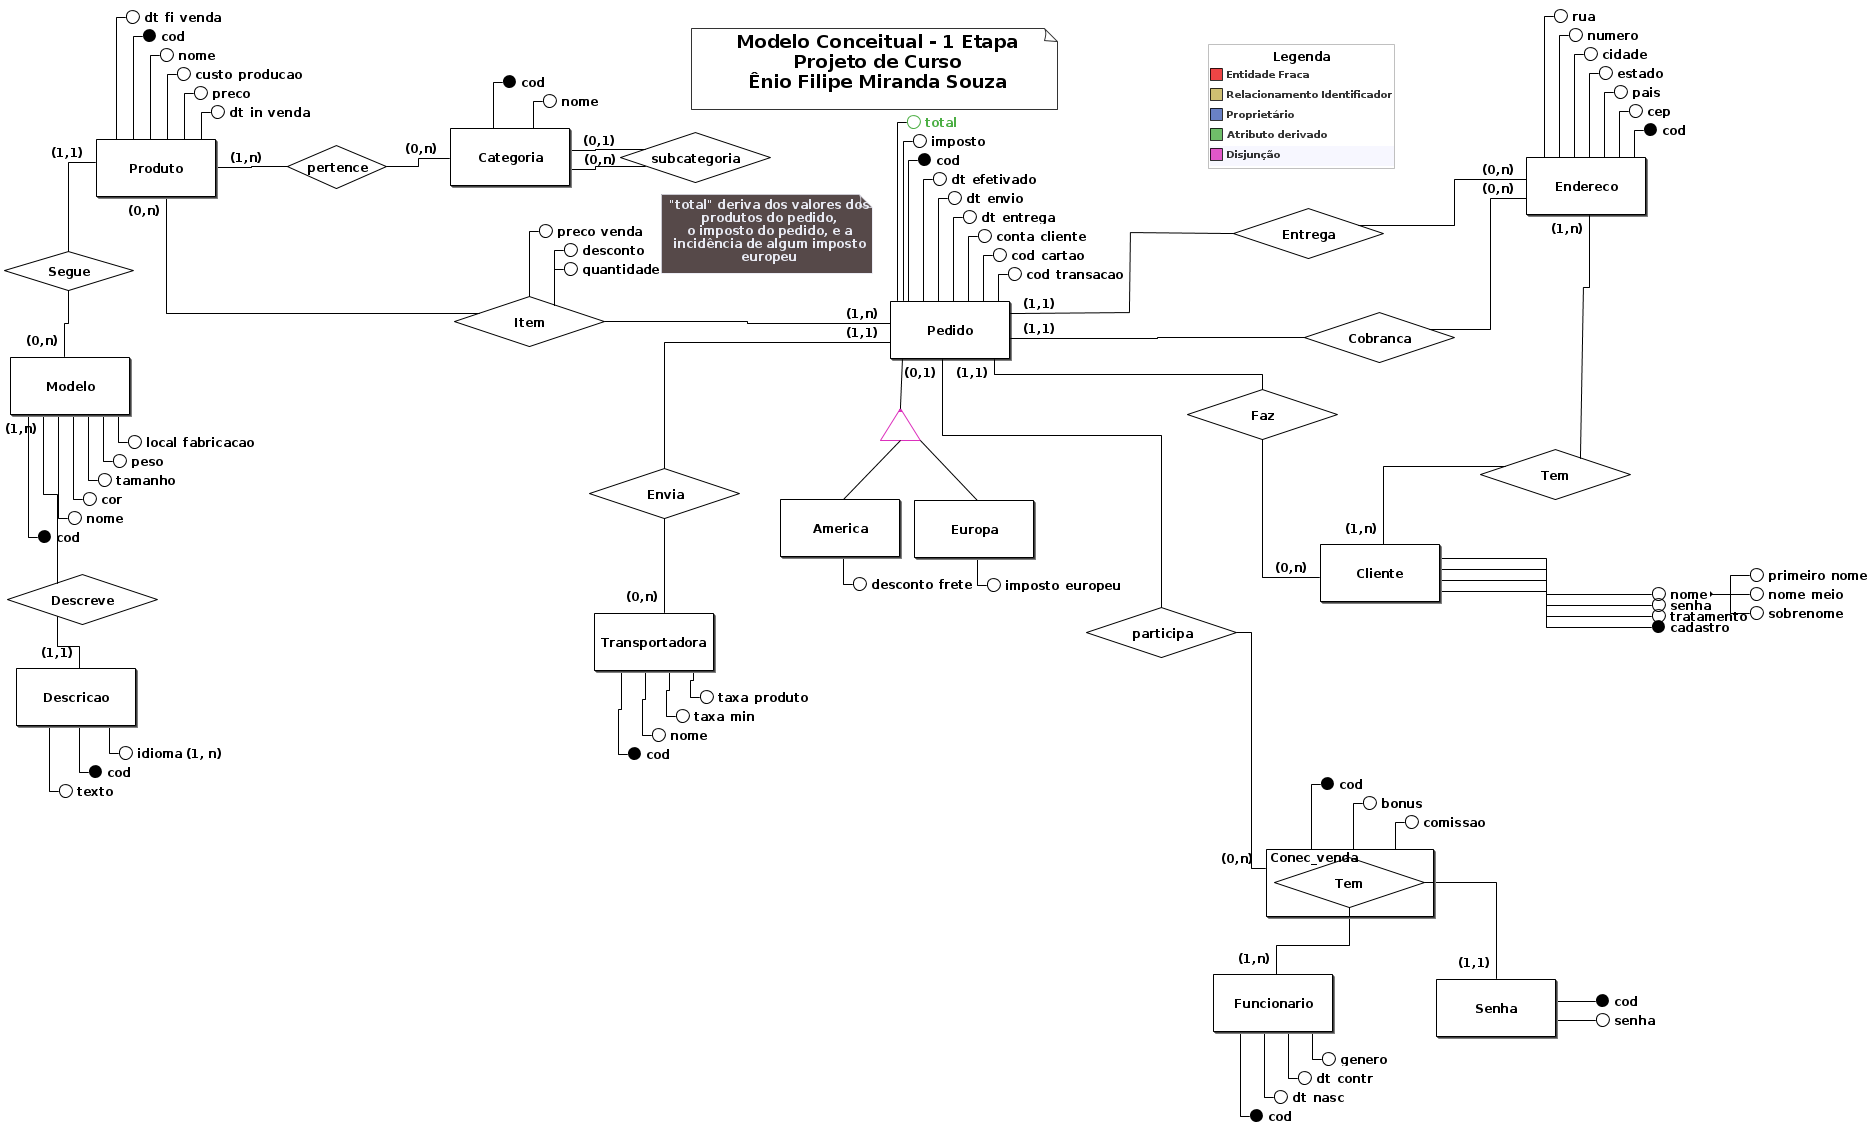 Modelo Conceitual - 1 Etapa
Projeto de Curso
Ênio Filipe Miranda Souza
Legenda
Entidade Fraca
Relacionamento Identificador
Proprietário
Atributo derivado
Disjunção
dt fi venda
cod
nome
custo producao
preco
dt in venda
(1,1)
Produto
(1,n)
(0,n)
pertence
(0,n)
cod
nome
Categoria
(0,1)
(0,n)
subcategoria
"total" deriva dos valores dos
produtos do pedido,
o imposto do pedido, e a
incidência de algum imposto
europeu
total
imposto
cod
dt efetivado
dt envio
dt entrega
conta cliente
cod cartao
cod transacao
rua
numero
cidade
estado
pais
cep
cod
(0,n)
(0,n)
Endereco
(1,n)
Entrega
Segue
preco venda
desconto
quantidade
Item
(1,n)
(1,1)
Pedido
(1,1)
(1,1)
Cobranca
(0,n)
Modelo
(1,n)
local fabricacao
peso
tamanho
cor
nome
cod
(0,1)
(1,1)
Faz
Tem
Envia
America
Europa
desconto frete
imposto europeu
(1,n)
(0,n)
Cliente
primeiro nome
nome
nome meio
senha
tratamento
sobrenome
cadastro
Descreve
(1,1)
Descricao
idioma (1, n)
cod
texto
(0,n)
Transportadora
taxa produto
taxa min
nome
cod
participa
cod
bonus
comissao
(0,n)
Conec_venda
Tem
(1,n)
(1,1)
Funcionario
Senha
cod
senha
genero
dt contr
dt nasc
cod